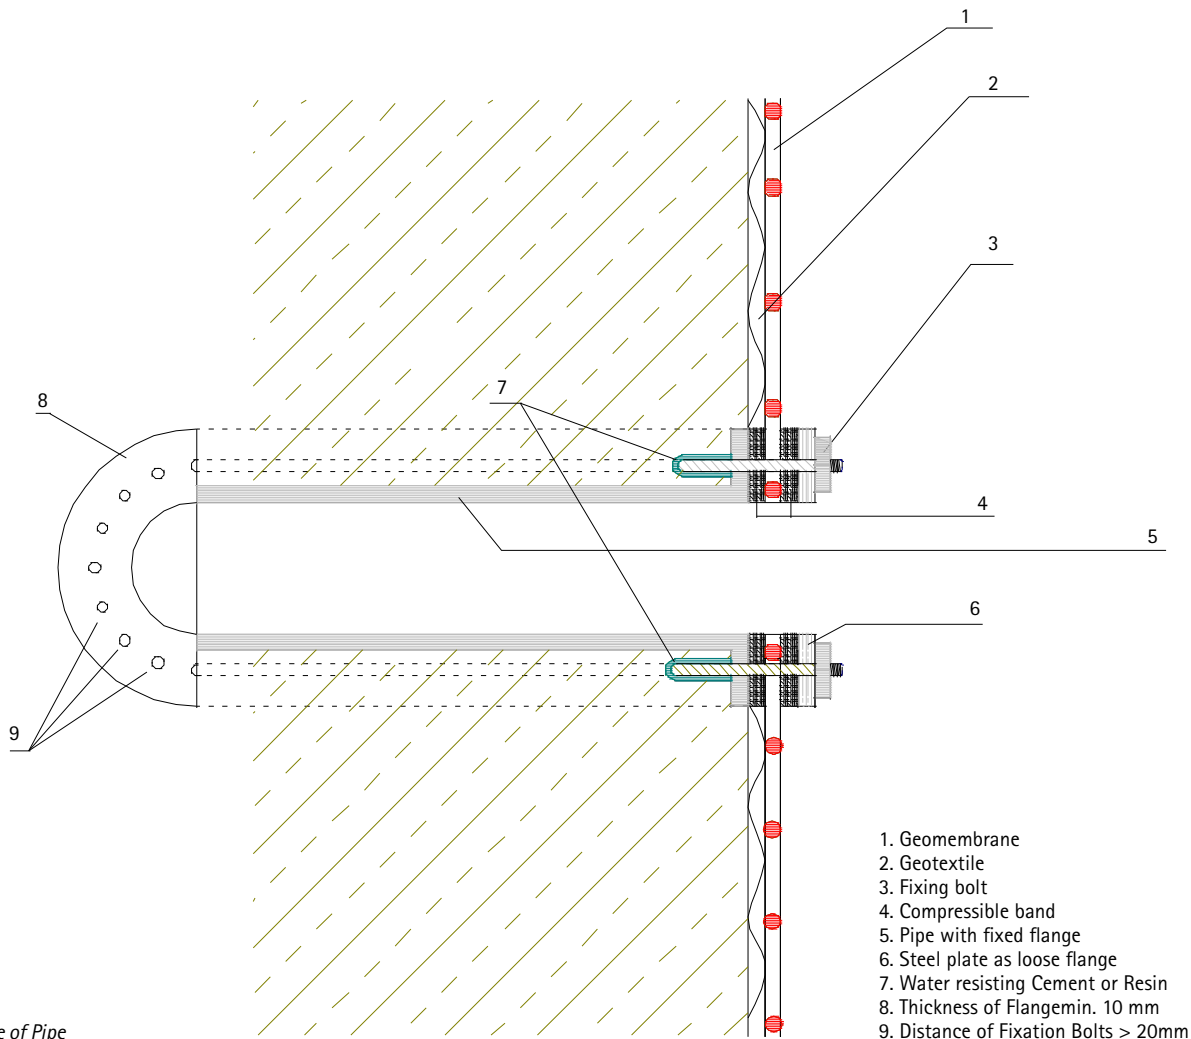 1
2
3
7
8
4
5
6
9
1. Geomembrane
2. Geotextile
3. Fixing bolt
4. Compressible band
5. Pipe with fixed flange
6. Steel plate as loose flange
7. Water resisting Cement or Resin
8. Thickness of Flangemin. 10 mm
9. Distance of Fixation Bolts > 20mm
of Pipe